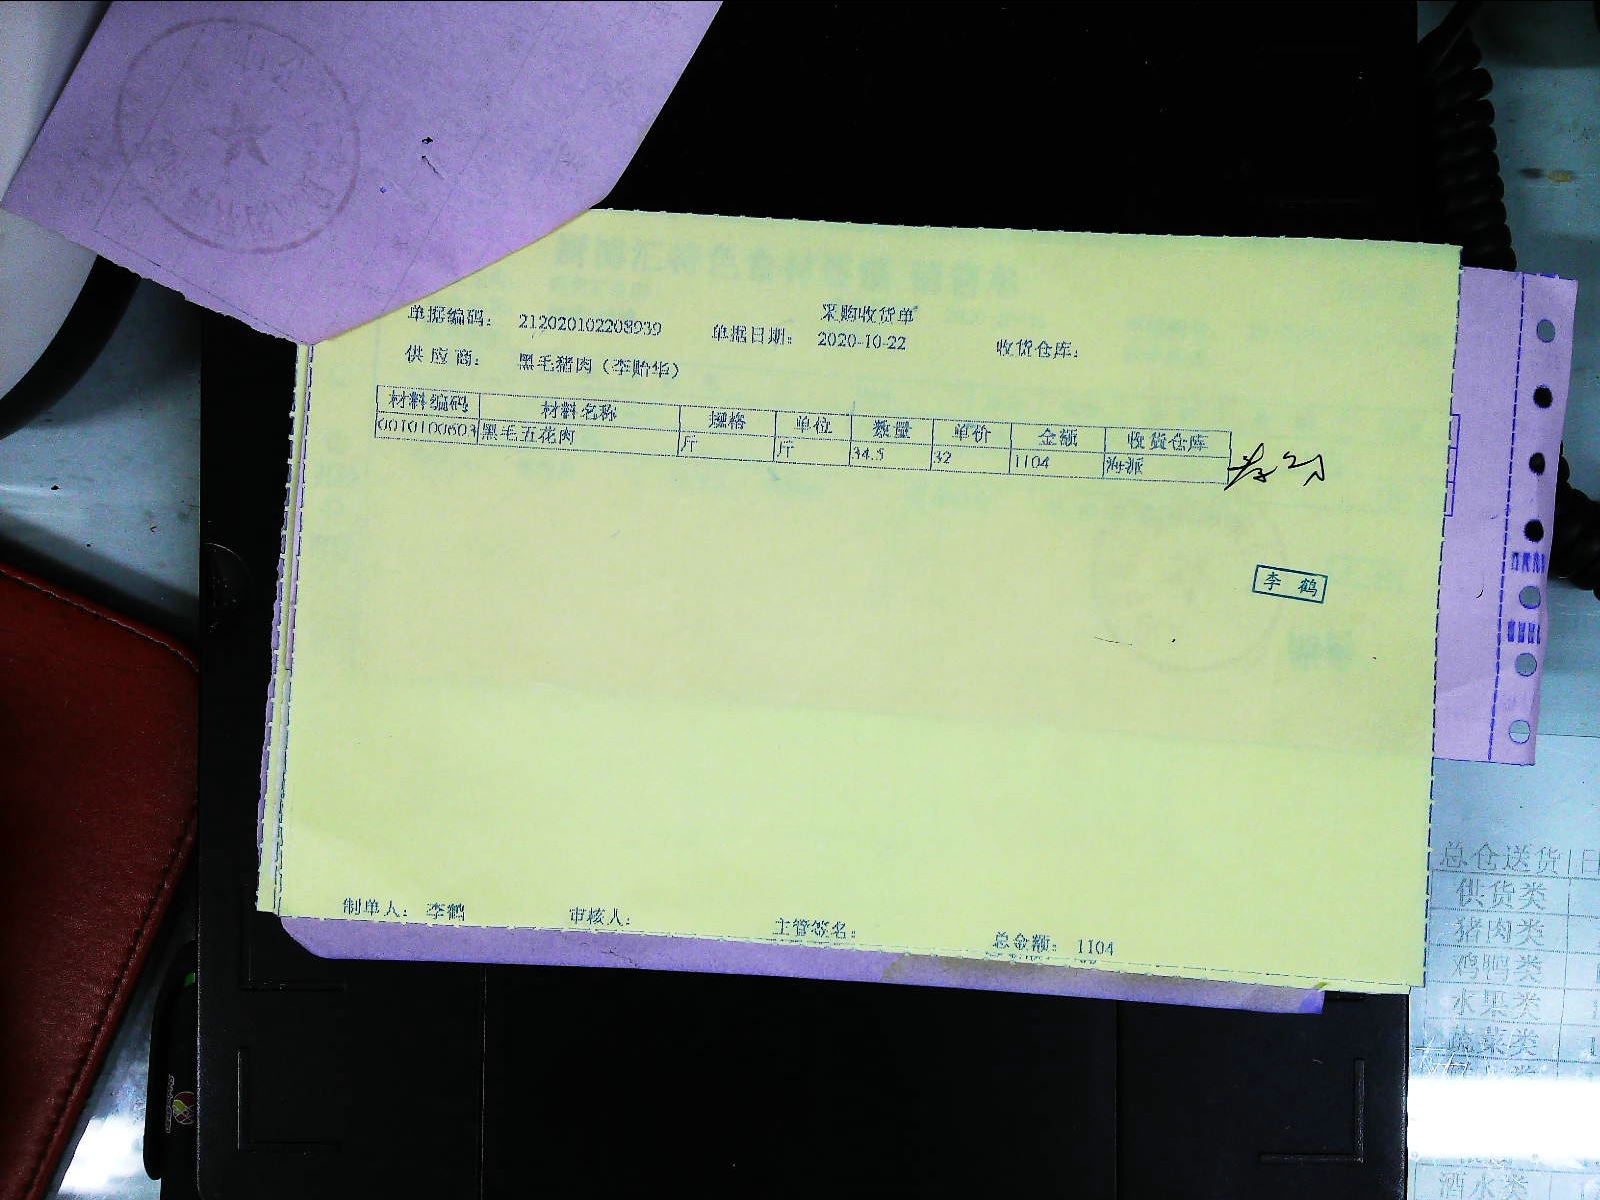 采购收货单
单据编码： 212020102208939 单据日期： 2020-10-22 收货仓库：
供应商： 黑毛猪肉（李贻华）
材料编码 材料名称 规格 单位 数量 单价 金额 收货仓库
0010100603 黑毛五花肉 斤 斤 34.5 32 1104 海派
李鹤
制单人： 李鹤 审核人： 主管签名： 总金额： 1104
总仓送货
供货类
猪肉类
鸡鸭类
水果类
蔬菜类
酒水类